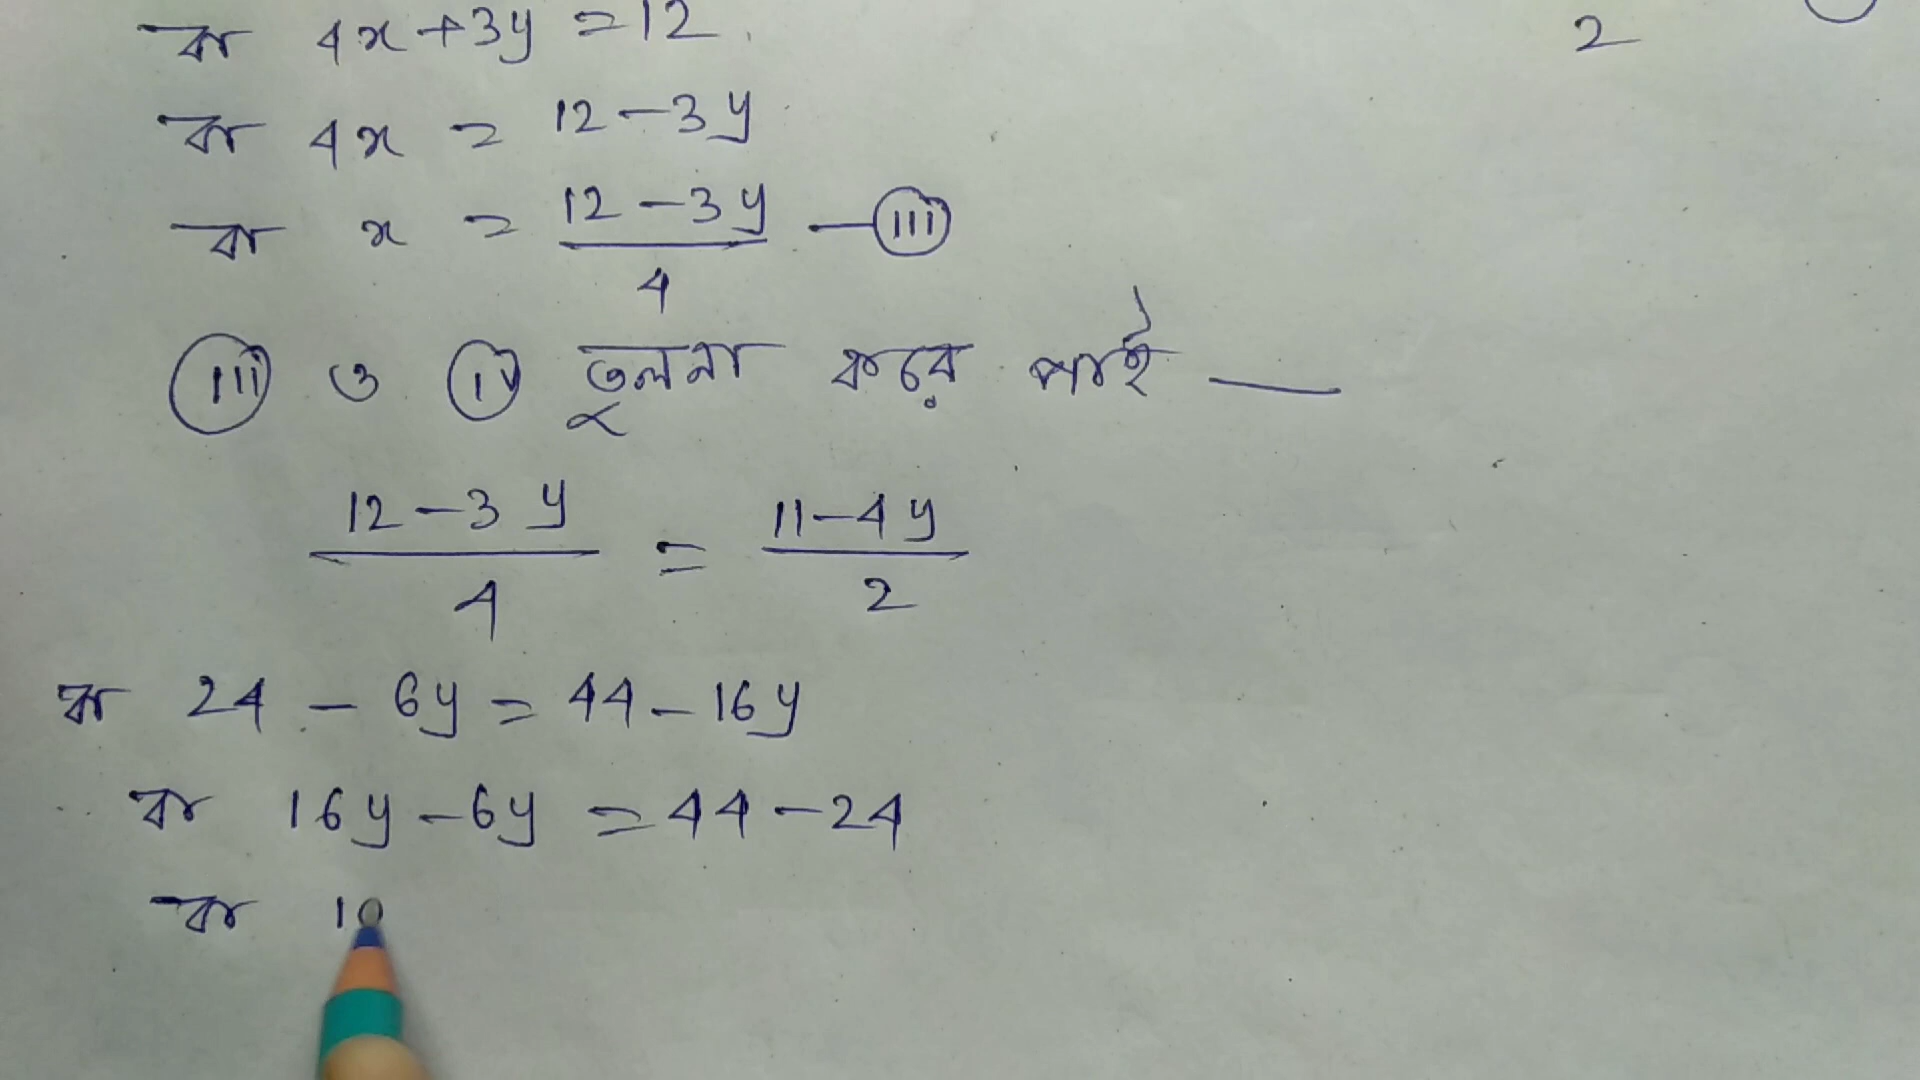 বা 4x+3y = 12
2
বা 4x = 12-3y
বা x = 12-3y
4
—(iii)
(iii) ও (iv) তুলনা করে পাই —
12-3y = 11-4y
4 2
বা 24 - 6y = 44 - 16y
বা 16y - 6y = 44 - 24
বা 10